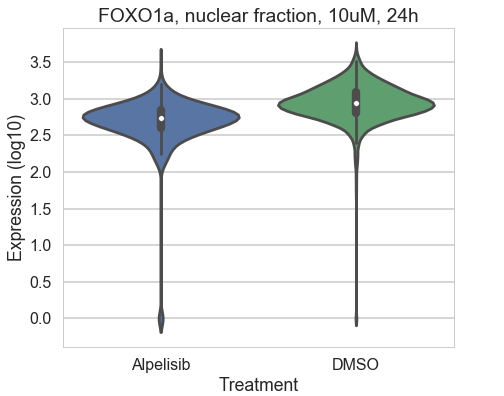 FOXO1a, nuclear fraction, 10uM, 24h
Expression (log10)
3.5
3.0
2.5
2.0
1.5
1.0
0.5
0.0
Alpelisib DMSO
Treatment